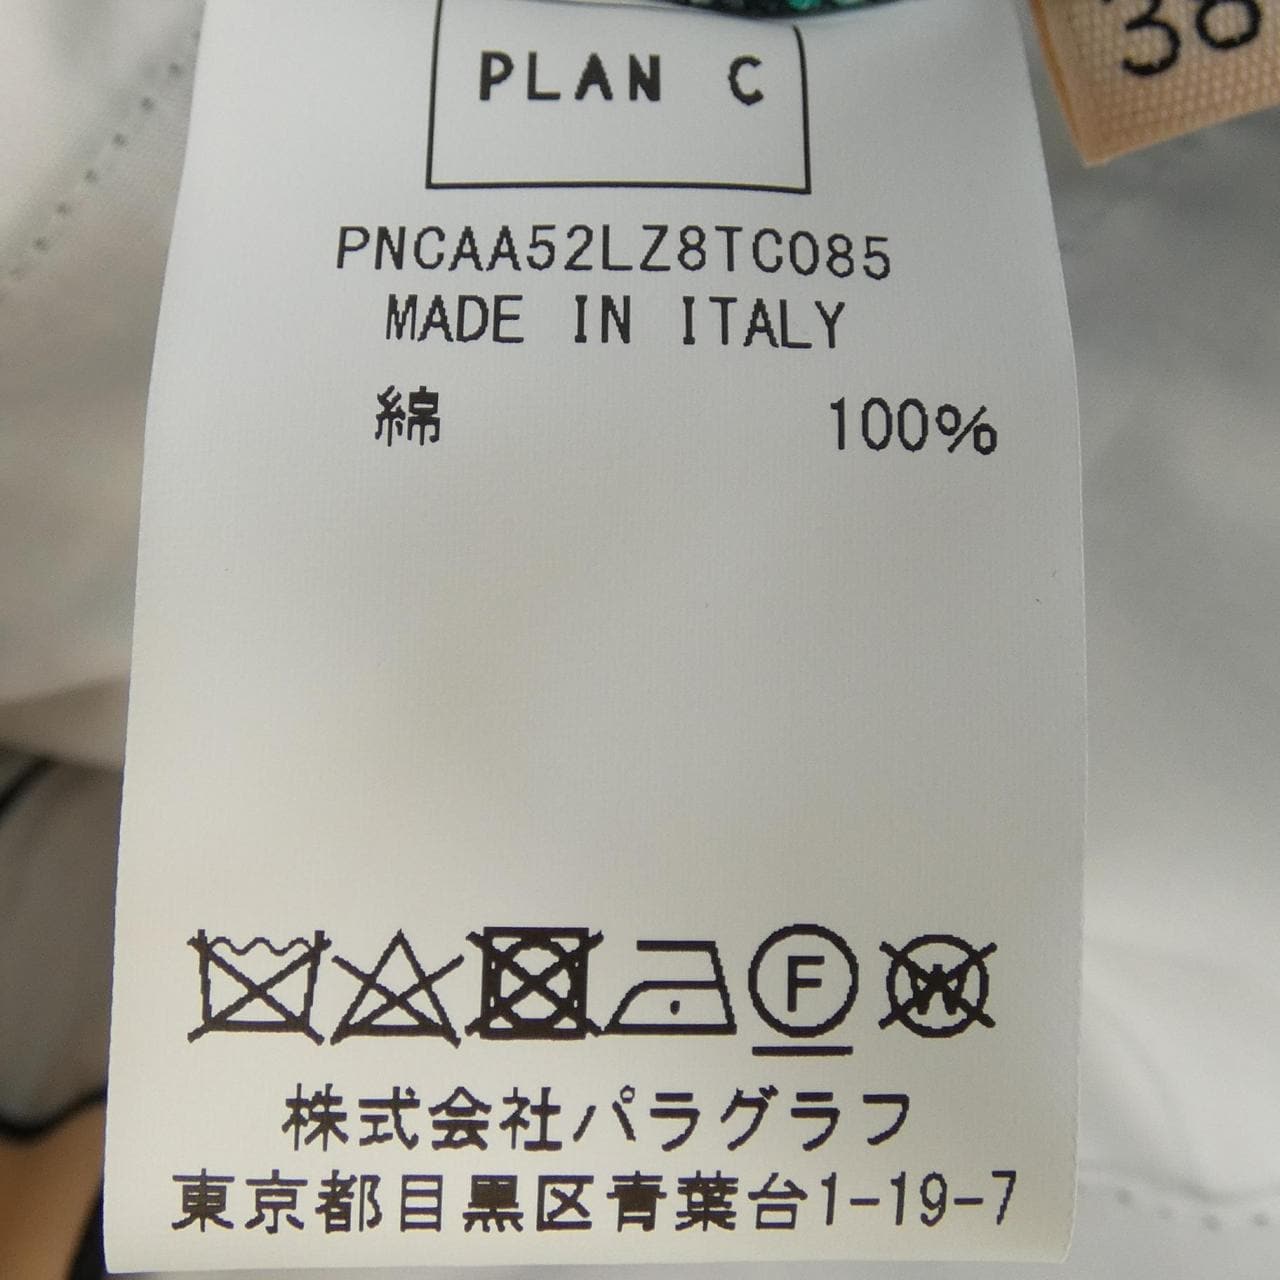 38
PLAN C
PNCAA52LZ8TC085
MADE IN ITALY
綿 100%
F W
株式会社パラグラフ
東京都目黒区青葉台1-19-7